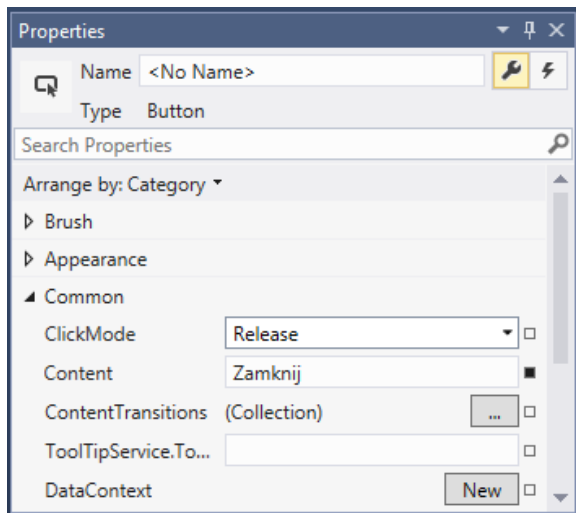 Properties
Name <No Name>
Type Button
Search Properties
Arrange by: Category
Brush
Appearance
Common
ClickMode Release
Content Zamknij
ContentTransitions (Collection) ...
ToolTipService.To...
DataContext New